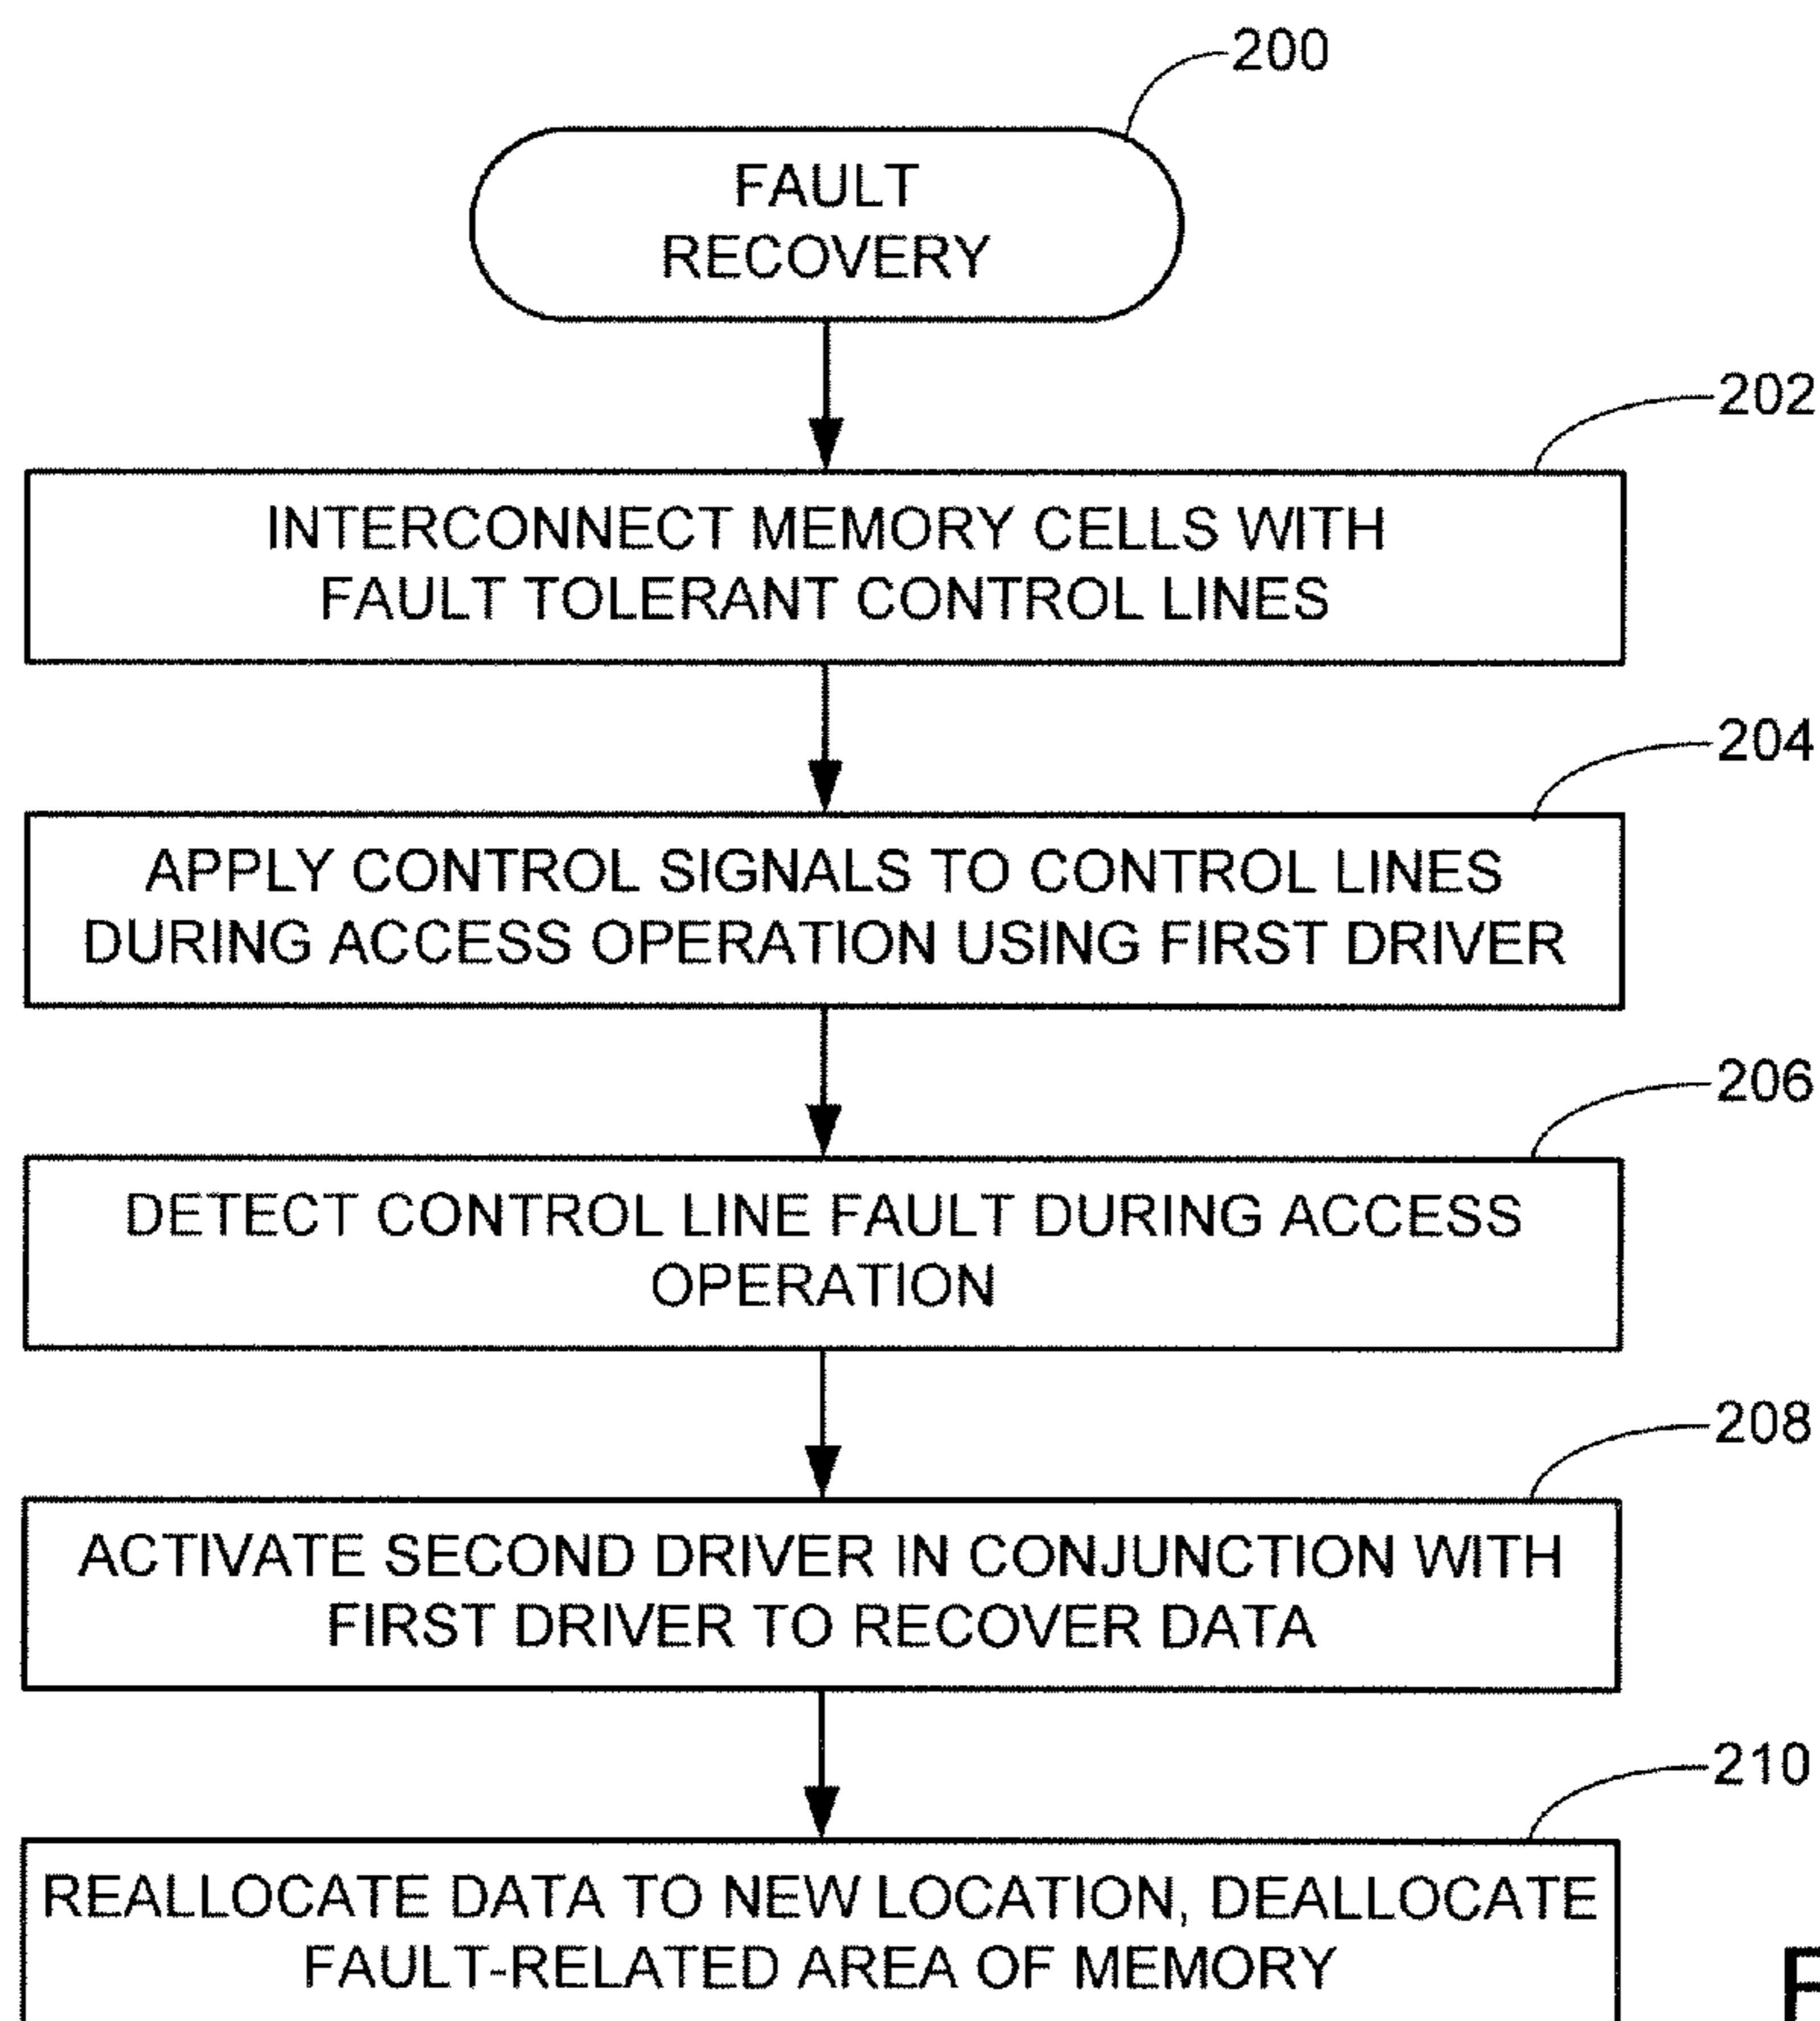 200
FAULT
RECOVERY
202
INTERCONNECT MEMORY CELLS WITH
FAULT TOLERANT CONTROL LINES
204
APPLY CONTROL SIGNALS TO CONTROL LINES
DURING ACCESS OPERATION USING FIRST DRIVER
206
DETECT CONTROL LINE FAULT DURING ACCESS
OPERATION
208
ACTIVATE SECOND DRIVER IN CONJUNCTION WITH
FIRST DRIVER TO RECOVER DATA
210
REALLOCATE DATA TO NEW LOCATION, DEALLOCATE
FAULT-RELATED AREA OF MEMORY